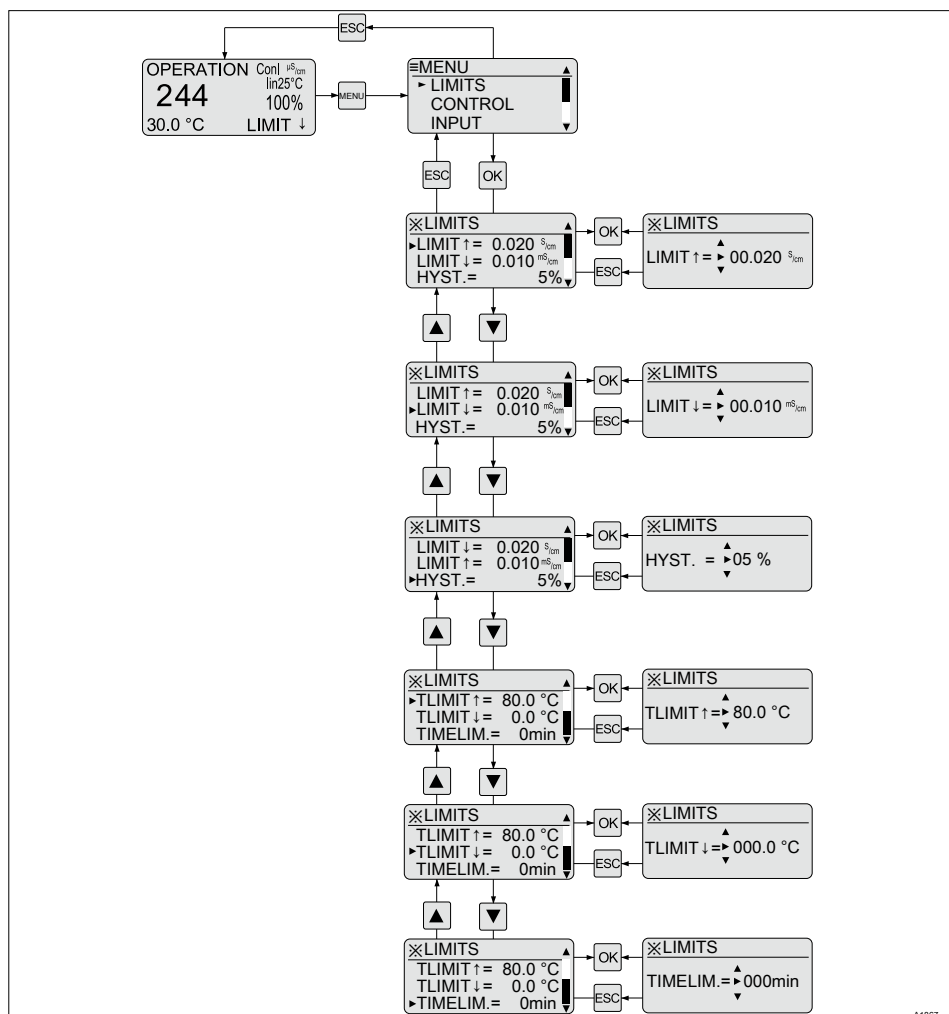 ESC
OPERATION ConI µS/cm
lin25°C
244 100%
30.0 °C LIMIT ↓
MENU
≡MENU ▲
► LIMITS
CONTROL
INPUT ▼
ESC
OK
※LIMITS ▲
►LIMIT↑= 0.020 S/cm
LIMIT↓= 0.010 mS/cm
HYST.= 5% ▼
OK
ESC
※LIMITS
▲
LIMIT↑= ► 00.020 S/cm
▼
▲
▼
※LIMITS ▲
LIMIT↑= 0.020 S/cm
►LIMIT↓= 0.010 mS/cm
HYST.= 5% ▼
OK
ESC
※LIMITS
▲
LIMIT↓= ► 00.010 mS/cm
▼
▲
▼
※LIMITS ▲
LIMIT↓= 0.020 S/cm
LIMIT↑= 0.010 mS/cm
►HYST.= 5% ▼
OK
ESC
※LIMITS
▲
HYST. = ►05 %
▼
▲
▼
※LIMITS ▲
►TLIMIT↑= 80.0 °C
TLIMIT↓= 0.0 °C
TIMELIM.= 0min ▼
OK
ESC
※LIMITS
▲
TLIMIT↑=► 80.0 °C
▼
▲
▼
※LIMITS ▲
TLIMIT↑= 80.0 °C
►TLIMIT↓= 0.0 °C
TIMELIM.= 0min ▼
OK
ESC
※LIMITS
▲
TLIMIT↓=► 000.0 °C
▼
▲
▼
※LIMITS ▲
TLIMIT↑= 80.0 °C
TLIMIT↓= 0.0 °C
►TIMELIM.= 0min ▼
OK
ESC
※LIMITS
▲
TIMELIM.=►000min
▼